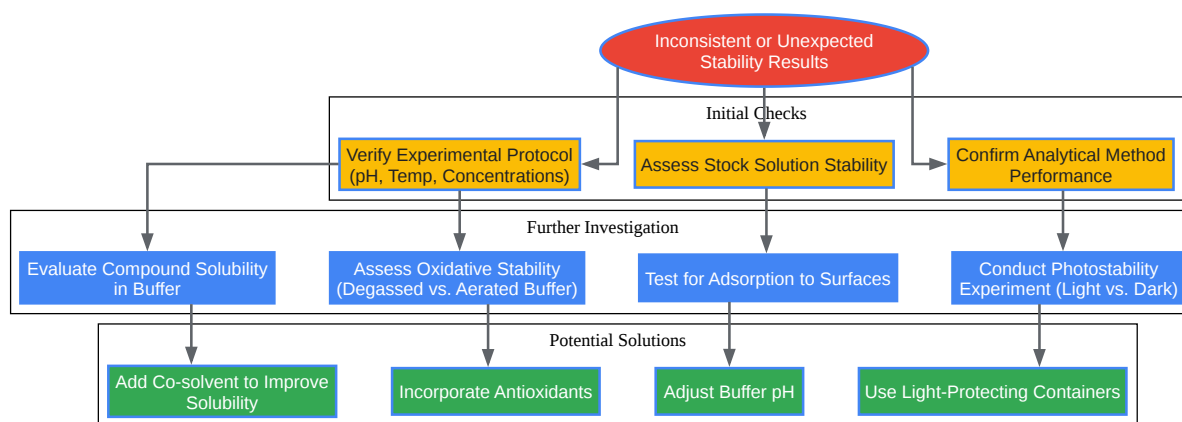 Inconsistent or Unexpected
Stability Results
Initial Checks
Verify Experimental Protocol
(pH, Temp, Concentrations)
Assess Stock Solution Stability
Confirm Analytical Method
Performance
Further Investigation
Evaluate Compound Solubility
in Buffer
Assess Oxidative Stability
(Degassed vs. Aerated Buffer)
Test for Adsorption to Surfaces
Conduct Photostability
Experiment (Light vs. Dark)
Potential Solutions
Add Co-solvent to Improve
Solubility
Incorporate Antioxidants
Adjust Buffer pH
Use Light-Protecting Containers